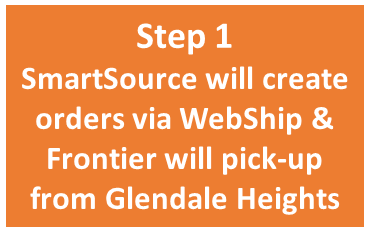 Step 1
SmartSource will create
orders via WebShip &
Frontier will pick-up
from Glendale Heights